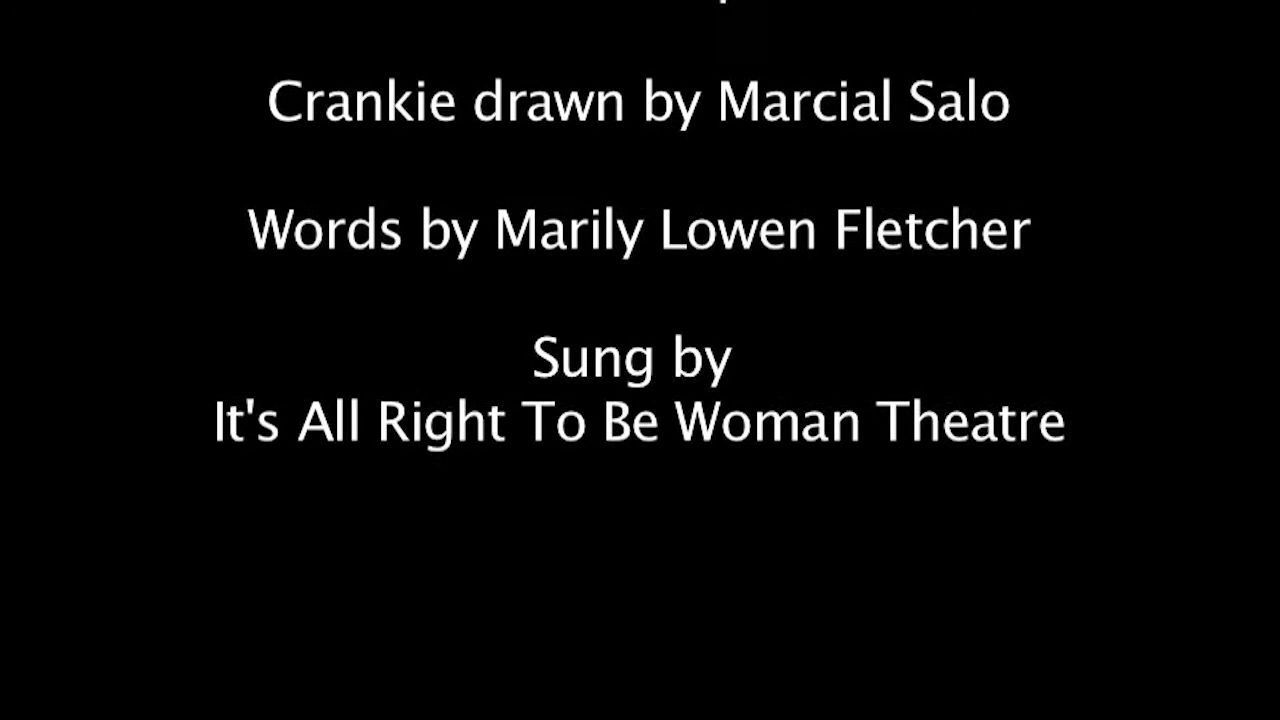 Crankie drawn by Marcial Salo
Words by Marily Lowen Fletcher
Sung by
It's All Right To Be Woman Theatre